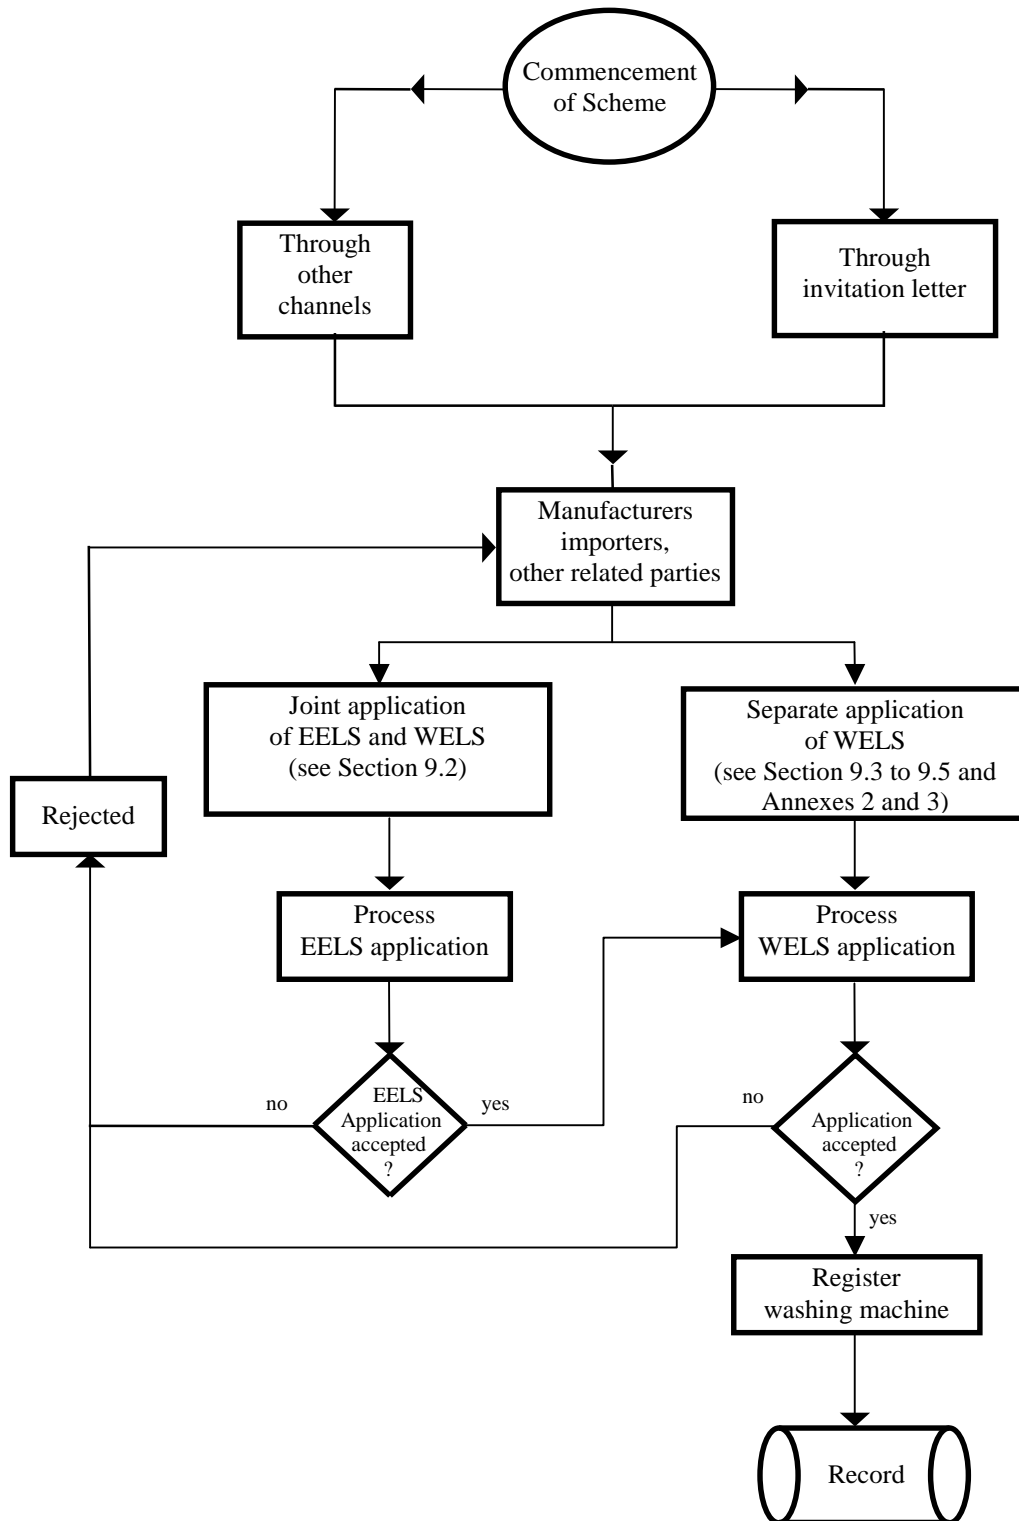 Commencement
of Scheme
Through
other
channels
Through
invitation letter
Manufacturers
importers,
other related parties
Joint application
of EELS and WELS
(see Section 9.2)
Separate application
of WELS
(see Section 9.3 to 9.5 and
Annexes 2 and 3)
Rejected
Process
EELS application
Process
WELS application
no
EELS
Application
accepted
?
yes
no
Application
accepted
?
yes
Register
washing machine
Record